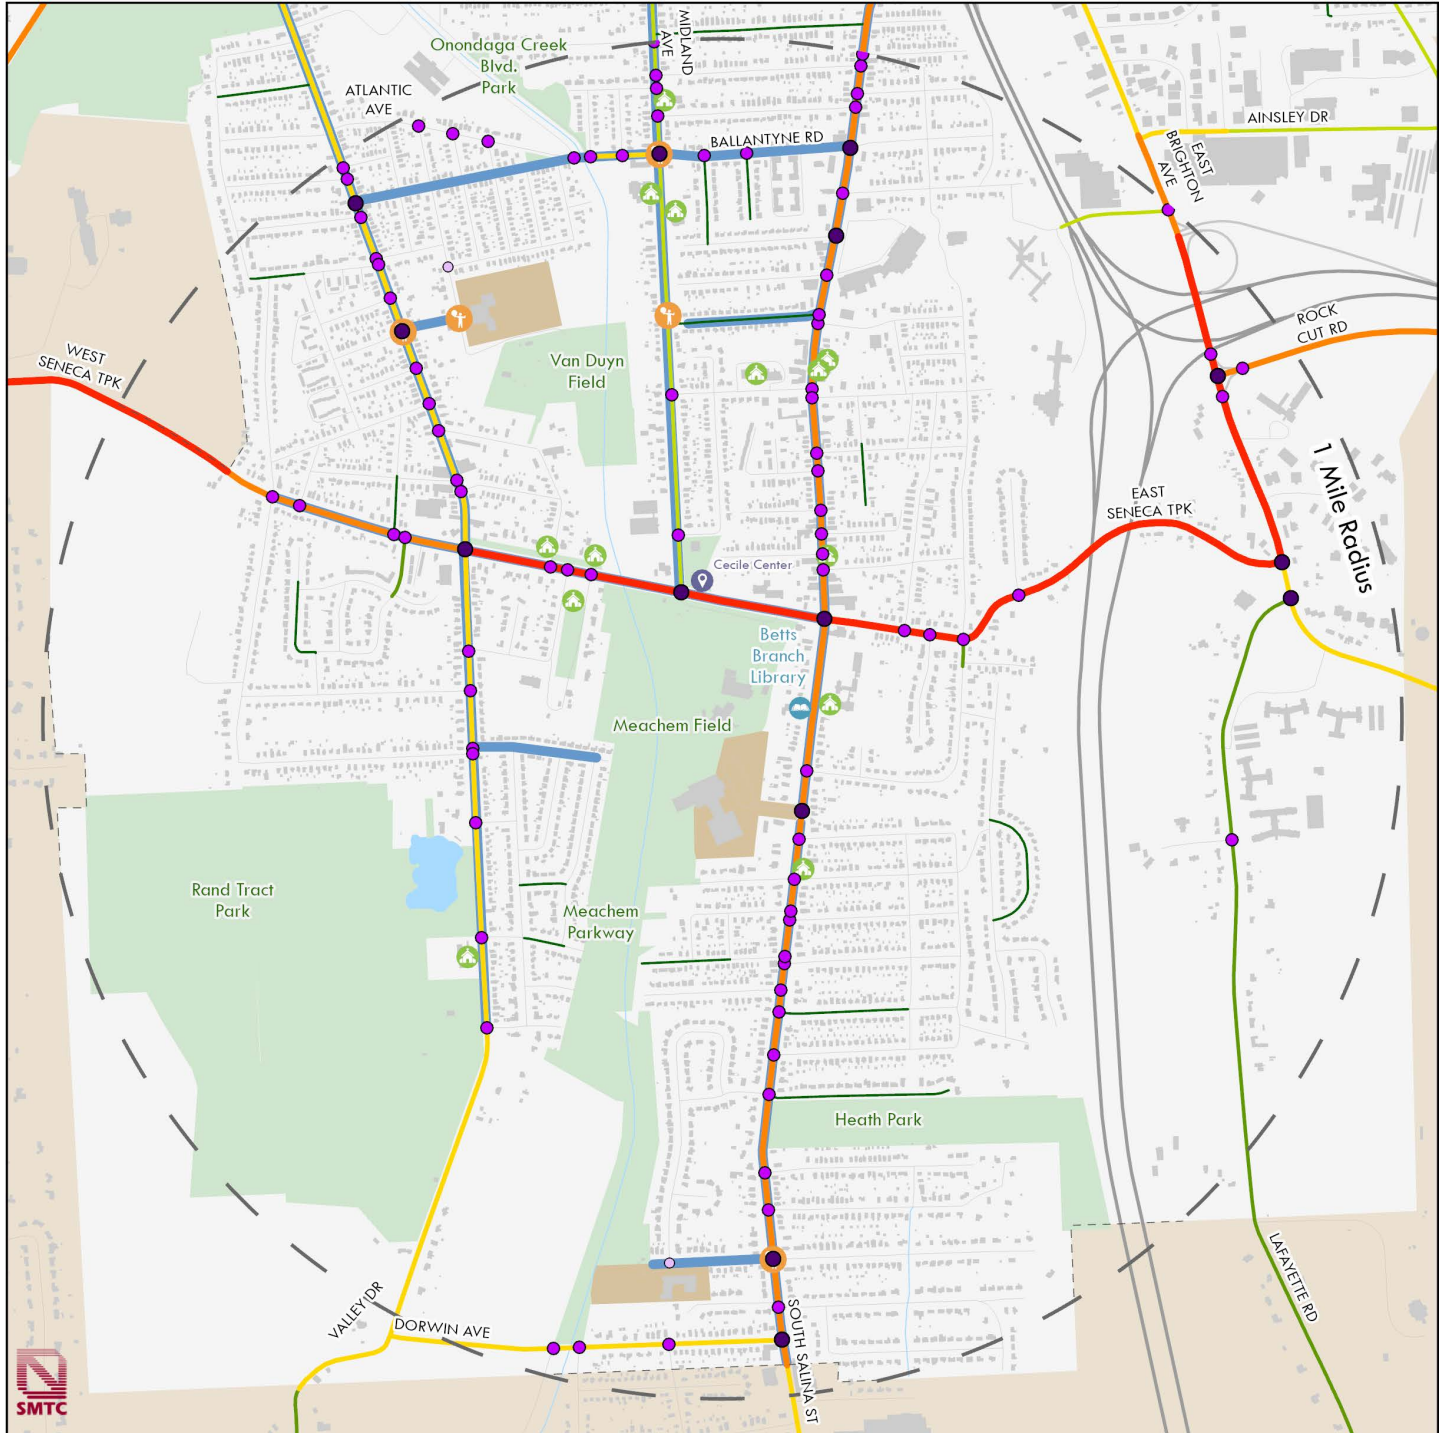 MIDLAND
AVE
Onondaga Creek
Blvd.
Park
ATLANTIC
AVE
BALLANTYNE RD
AINSLEY DR
EAST
BRIGHTON
AVE
ROCK
CUT RD
WEST
SENECA TPK
Van Duyn
Field
1 Mile Radius
EAST
SENECA TPK
Cecile Center
Betts
Branch
Library
Meachem Field
Rand Tract
Park
Meachem
Parkway
Heath Park
LAFAYETTE RD
VALLEY DR
DORWIN AVE
SOUTH SALINA ST
SMTC